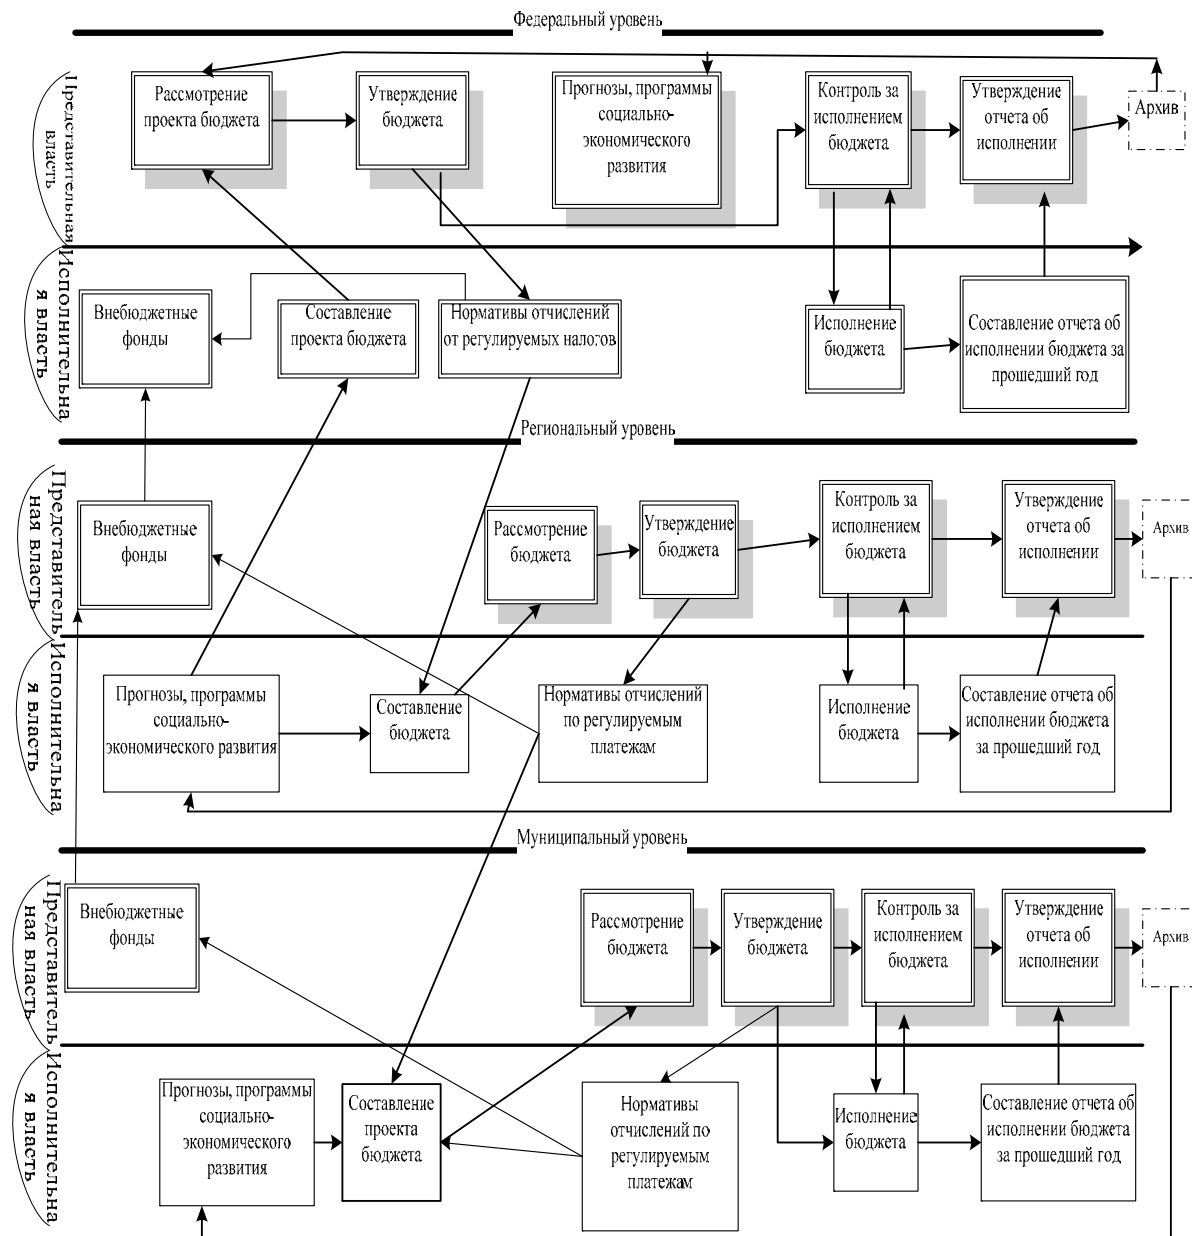 Федеральный уровень
Представительная
власть
Рассмотрение
проекта бюджета
Утверждение
бюджета
Прогнозы, программы
социально-
экономического
развития
Контроль за
исполнением
бюджета
Утверждение
отчета об
исполнении
Архив
Исполнительна
я власть
Внебюджетные
фонды
Составление
проекта бюджета
Нормативы отчислений
от регулируемых налогов
Исполнение
бюджета
Составление отчета об
исполнении бюджета за
прошедший год
Региональный уровень
Представитель
ная власть
Внебюджетные
фонды
Рассмотрение
бюджета
Утверждение
бюджета
Контроль за
исполнением
бюджета
Утверждение
отчета об
исполнении
Архив
Исполнительна
я власть
Прогнозы, программы
социально-
экономического развития
Составление
бюджета
Нормативы отчислений
по регулируемым
платежам
Исполнение
бюджета
Составление отчета об
исполнении бюджета
за прошедший год
Муниципальный уровень
Представитель
ная власть
Внебюджетные
фонды
Рассмотрение
бюджета
Утверждение
бюджета
Контроль за
исполнением
бюджета
Утверждение
отчета об
исполнении
Архив
Исполнительна
я власть
Прогнозы, программы
социально-
экономического
развития
Составление
проекта
бюджета
Нормативы
отчислений по
регулируемым
платежам
Исполнение
бюджета
Составление отчета об
исполнении бюджета
за прошедший год